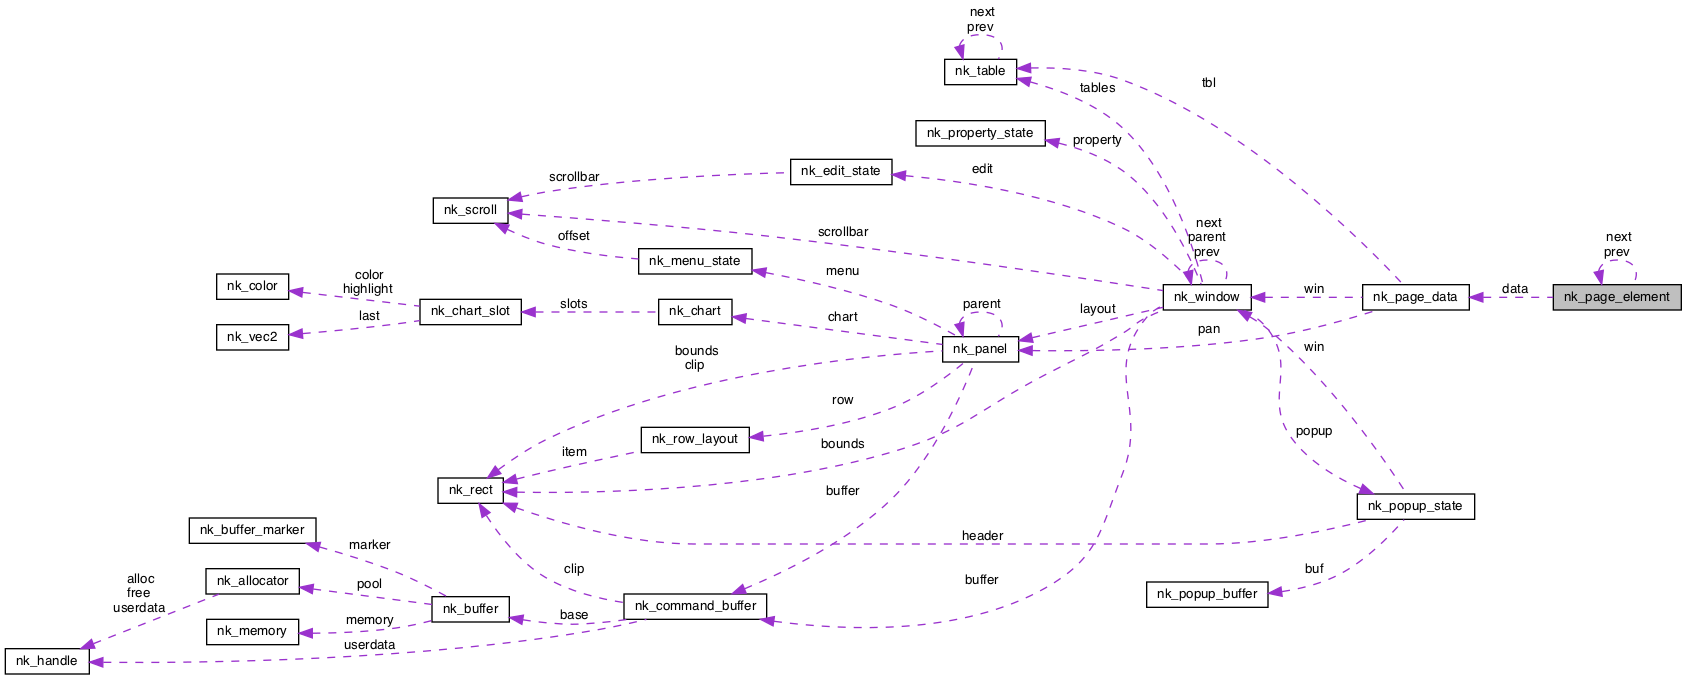 next
prev
nk_table
tbl
tables
nk_property_state
property
nk_edit_state
edit
scrollbar
nk_scroll
scrollbar
offset
next
parent
prev
next
prev
nk_menu_state
menu
nk_color
color
highlight
nk_window
win
nk_page_data
data
nk_page_element
nk_chart_slot
slots
nk_chart
chart
parent
layout
last
nk_vec2
nk_panel
pan
win
bounds
clip
row
nk_row_layout
item
bounds
popup
nk_rect
buffer
nk_popup_state
nk_buffer_marker
marker
header
clip
buf
alloc
free
userdata
nk_allocator
pool
buffer
nk_popup_buffer
nk_buffer
base
nk_command_buffer
nk_memory
memory
userdata
nk_handle